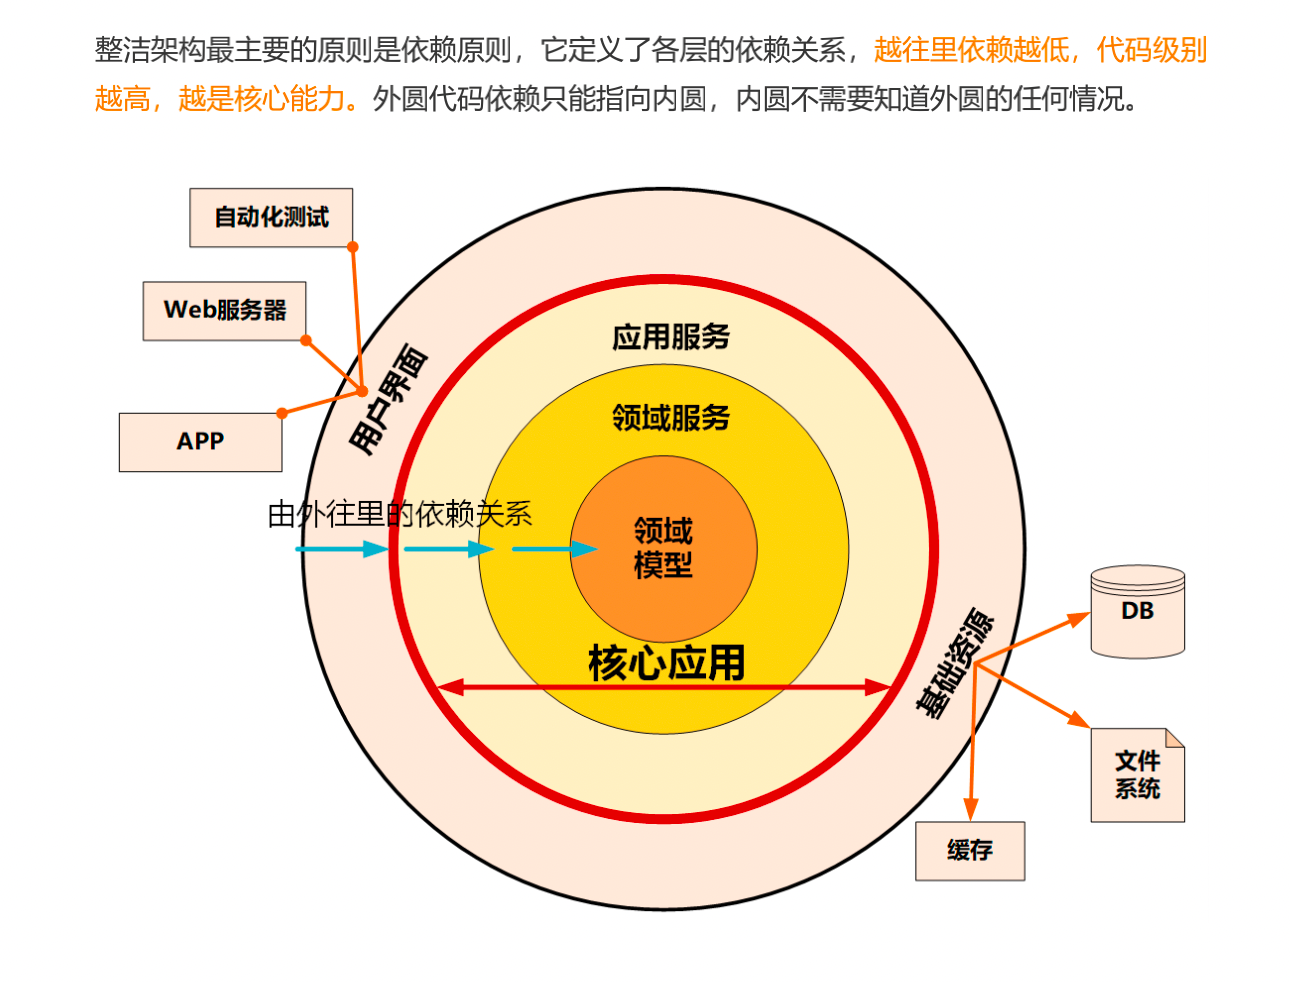 整洁架构最主要的原则是依赖原则，它定义了各层的依赖关系，越往里依赖越低，代码级别
越高，越是核心能力。外圆代码依赖只能指向内圆，内圆不需要知道外圆的任何情况。
自动化测试
Web服务器
APP
用户界面
应用服务
领域服务
由外往里的依赖关系
领域
模型
核心应用
基础资源
DB
文件
系统
缓存